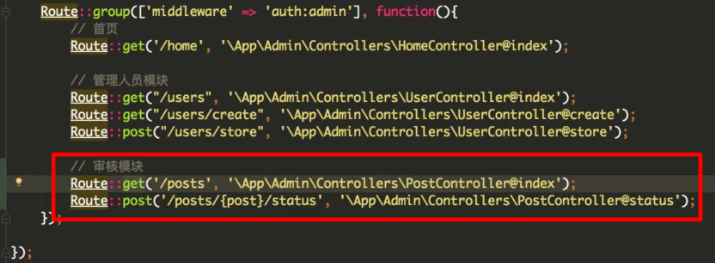 Route::group(['middleware' => 'auth:admin'], function(){
// 首页
Route::get('/home', '\App\Admin\Controllers\HomeController@index');
// 管理人员模块
Route::get("/users", '\App\Admin\Controllers\UserController@index');
Route::get("/users/create", '\App\Admin\Controllers\UserController@create');
Route::post("/users/store", '\App\Admin\Controllers\UserController@store');
// 审核模块
Route::get('/posts', '\App\Admin\Controllers\PostController@index');
Route::post('/posts/{post}/status', '\App\Admin\Controllers\PostController@status');
});
});